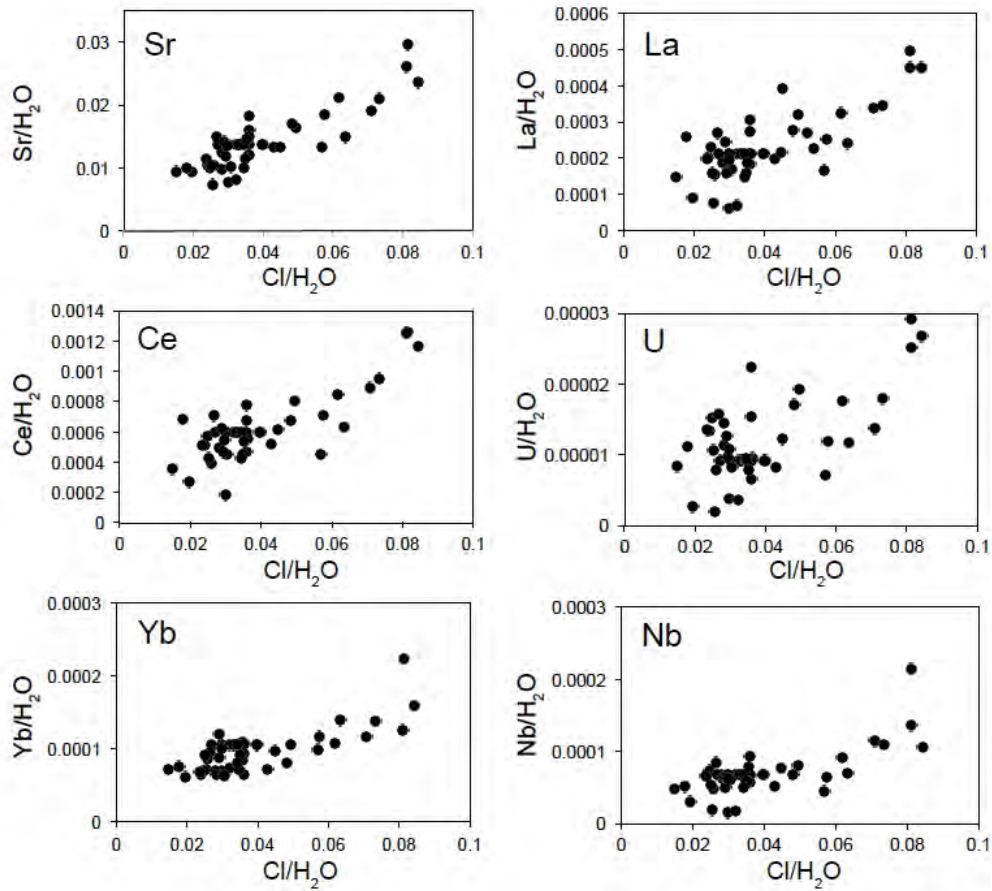 Sr
Sr/H₂O
0.03
0.02
0.01
0
0 0.02 0.04 0.06 0.08 0.1
Cl/H₂O
La
La/H₂O
0.0006
0.0005
0.0004
0.0003
0.0002
0.0001
0
0 0.02 0.04 0.06 0.08 0.1
Cl/H₂O
Ce
Ce/H₂O
0.0014
0.0012
0.001
0.0008
0.0006
0.0004
0.0002
0
0 0.02 0.04 0.06 0.08 0.1
Cl/H₂O
U
U/H₂O
0.00003
0.00002
0.00001
0
0 0.02 0.04 0.06 0.08 0.1
Cl/H₂O
Yb
Yb/H₂O
0.0003
0.0002
0.0001
0
0 0.02 0.04 0.06 0.08 0.1
Cl/H₂O
Nb
Nb/H₂O
0.0003
0.0002
0.0001
0
0 0.02 0.04 0.06 0.08 0.1
Cl/H₂O